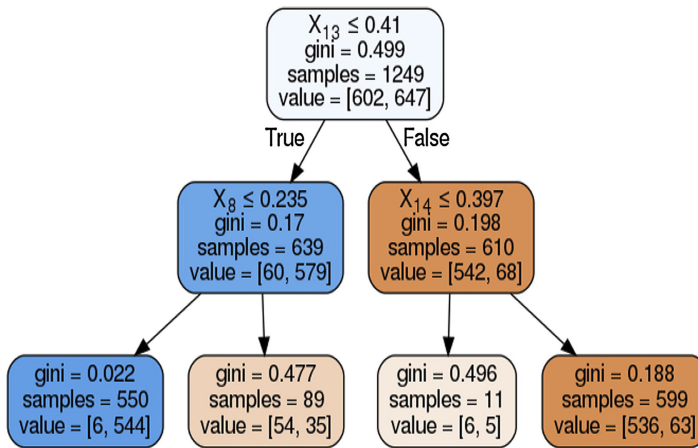 X13 ≤ 0.41
gini = 0.499
samples = 1249
value = [602, 647]
True
False
X8 ≤ 0.235
gini = 0.17
samples = 639
value = [60, 579]
X14 ≤ 0.397
gini = 0.198
samples = 610
value = [542, 68]
gini = 0.022
samples = 550
value = [6, 544]
gini = 0.477
samples = 89
value = [54, 35]
gini = 0.496
samples = 11
value = [6, 5]
gini = 0.188
samples = 599
value = [536, 63]